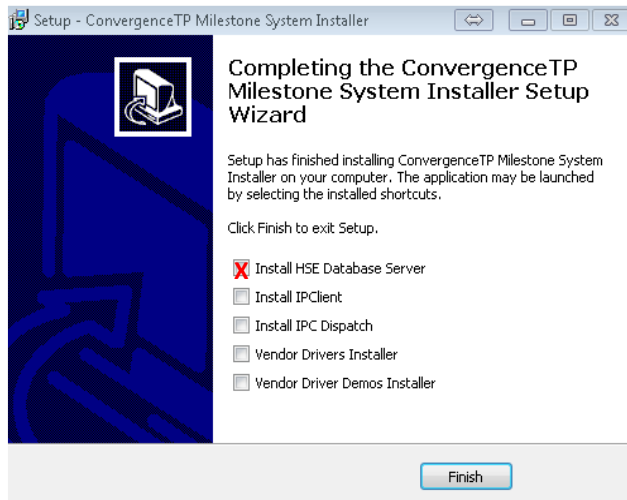 Setup - ConvergenceTP Milestone System Installer
Completing the ConvergenceTP
Milestone System Installer Setup
Wizard
Setup has finished installing ConvergenceTP Milestone System
Installer on your computer. The application may be launched
by selecting the installed shortcuts.
Click Finish to exit Setup.
X Install HSE Database Server
Install IPClient
Install IPC Dispatch
Vendor Drivers Installer
Vendor Driver Demos Installer
Finish